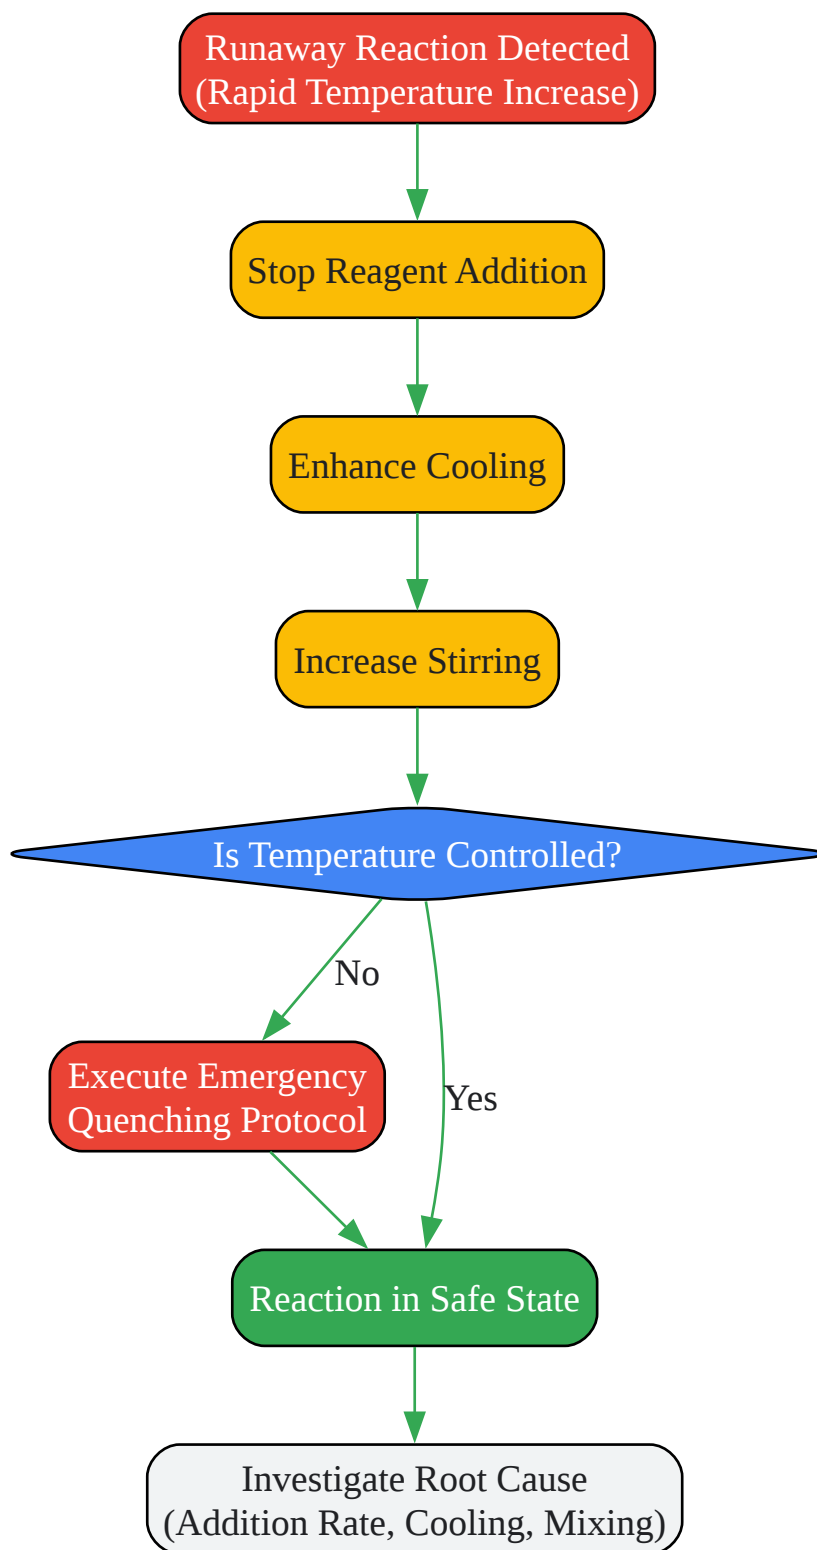 Runaway Reaction Detected
(Rapid Temperature Increase)
Stop Reagent Addition
Enhance Cooling
Increase Stirring
Is Temperature Controlled?
No
Execute Emergency
Quenching Protocol
Yes
Reaction in Safe State
Investigate Root Cause
(Addition Rate, Cooling, Mixing)